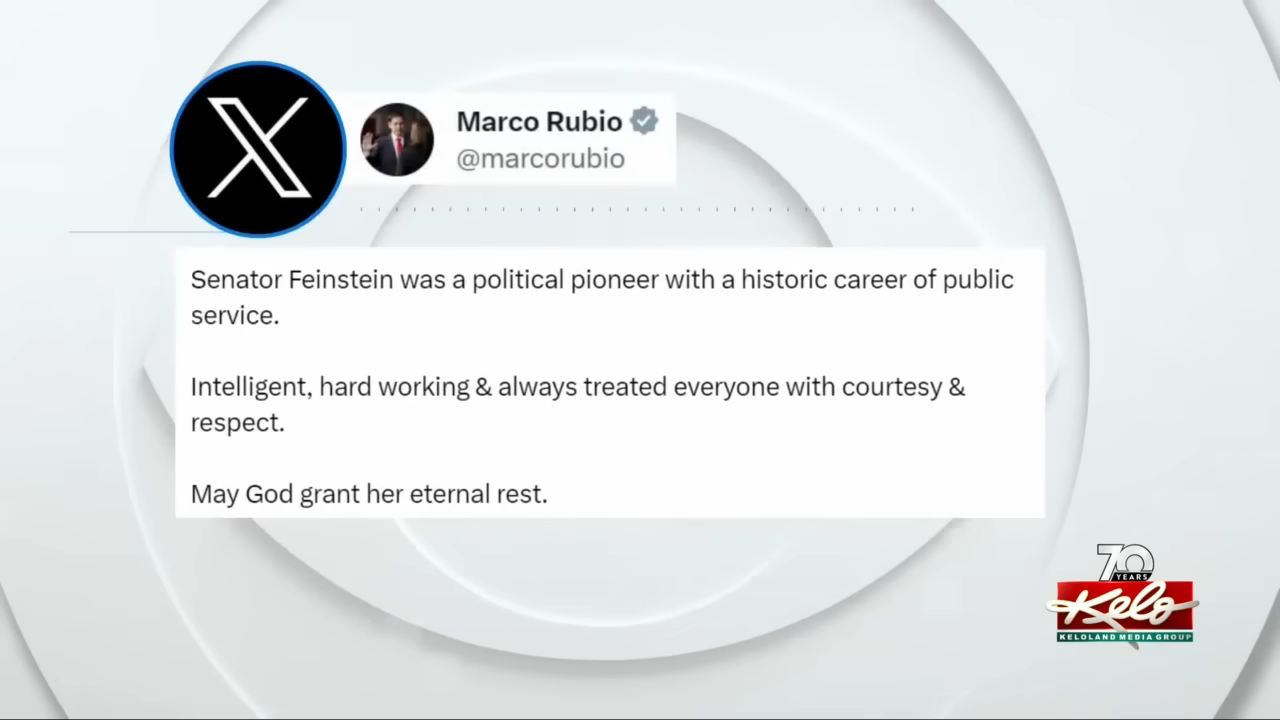 X
Marco Rubio
@marcorubio
Senator Feinstein was a political pioneer with a historic career of public
service.
Intelligent, hard working & always treated everyone with courtesy &
respect.
May God grant her eternal rest.
70
YEARS
Kelo
KELOLAND MEDIA GROUP